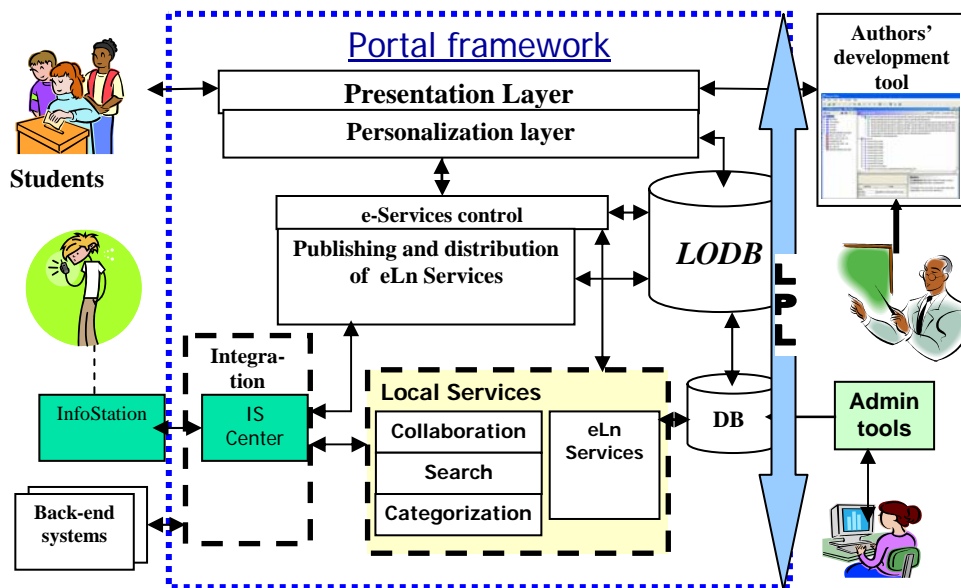 Portal framework
Authors'
development
tool
Presentation Layer
Personalization layer
Students
e-Services control
Publishing and distribution
of eLn Services
LODB
LPL
Integra-
tion
InfoStation
IS
Center
Local Services
Collaboration
Search
Categorization
eLn
Services
DB
Admin
tools
Back-end
systems